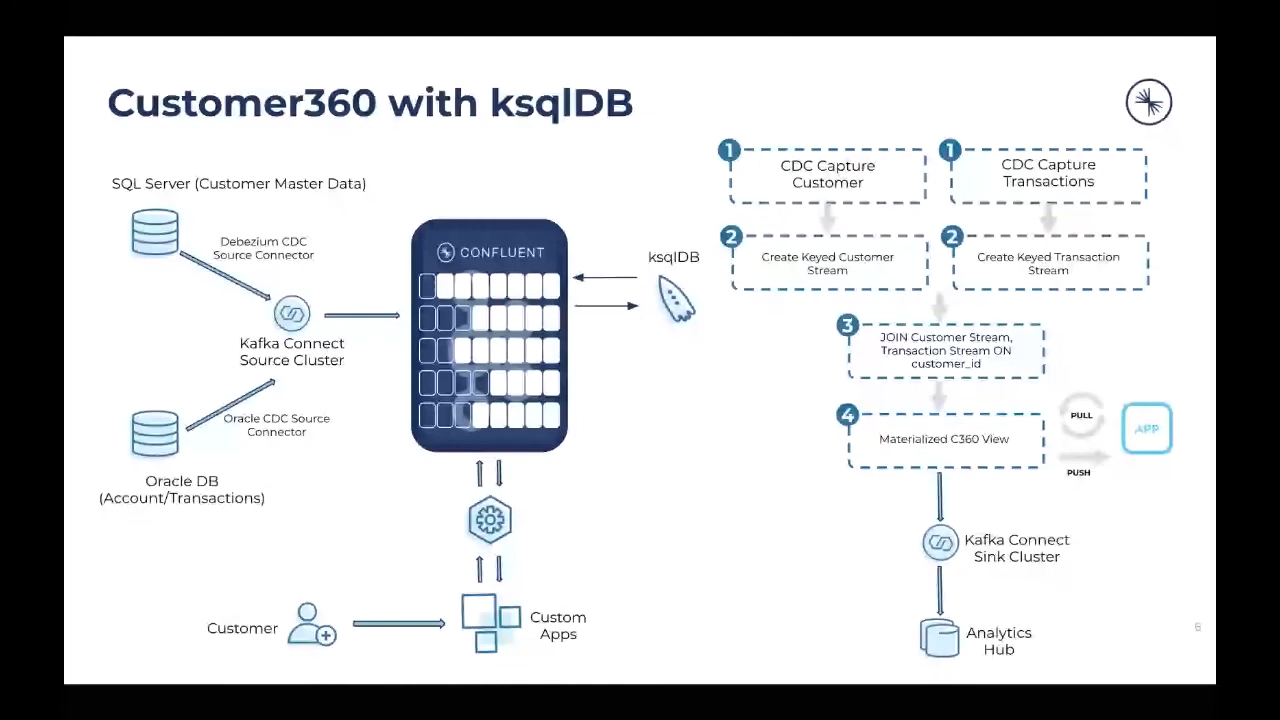 Customer360 with ksqlDB
SQL Server (Customer Master Data)
Debezium CDC
Source Connector
Kafka Connect
Source Cluster
Oracle CDC Source
Connector
Oracle DB
(Account/Transactions)
CONFLUENT
ksqlDB
Customer
Custom
Apps
1
CDC Capture
Customer
1
CDC Capture
Transactions
2
Create Keyed Customer
Stream
2
Create Keyed Transaction
Stream
3
JOIN Customer Stream,
Transaction Stream ON
customer_id
4
Materialized C360 View
PULL
PUSH
APP
Kafka Connect
Sink Cluster
Analytics
Hub
6